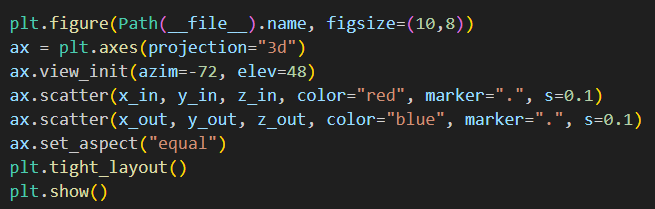 plt.figure(Path(__file__).name, figsize=(10,8))
ax = plt.axes(projection="3d")
ax.view_init(azim=-72, elev=48)
ax.scatter(x_in, y_in, z_in, color="red", marker=".", s=0.1)
ax.scatter(x_out, y_out, z_out, color="blue", marker=".", s=0.1)
ax.set_aspect("equal")
plt.tight_layout()
plt.show()